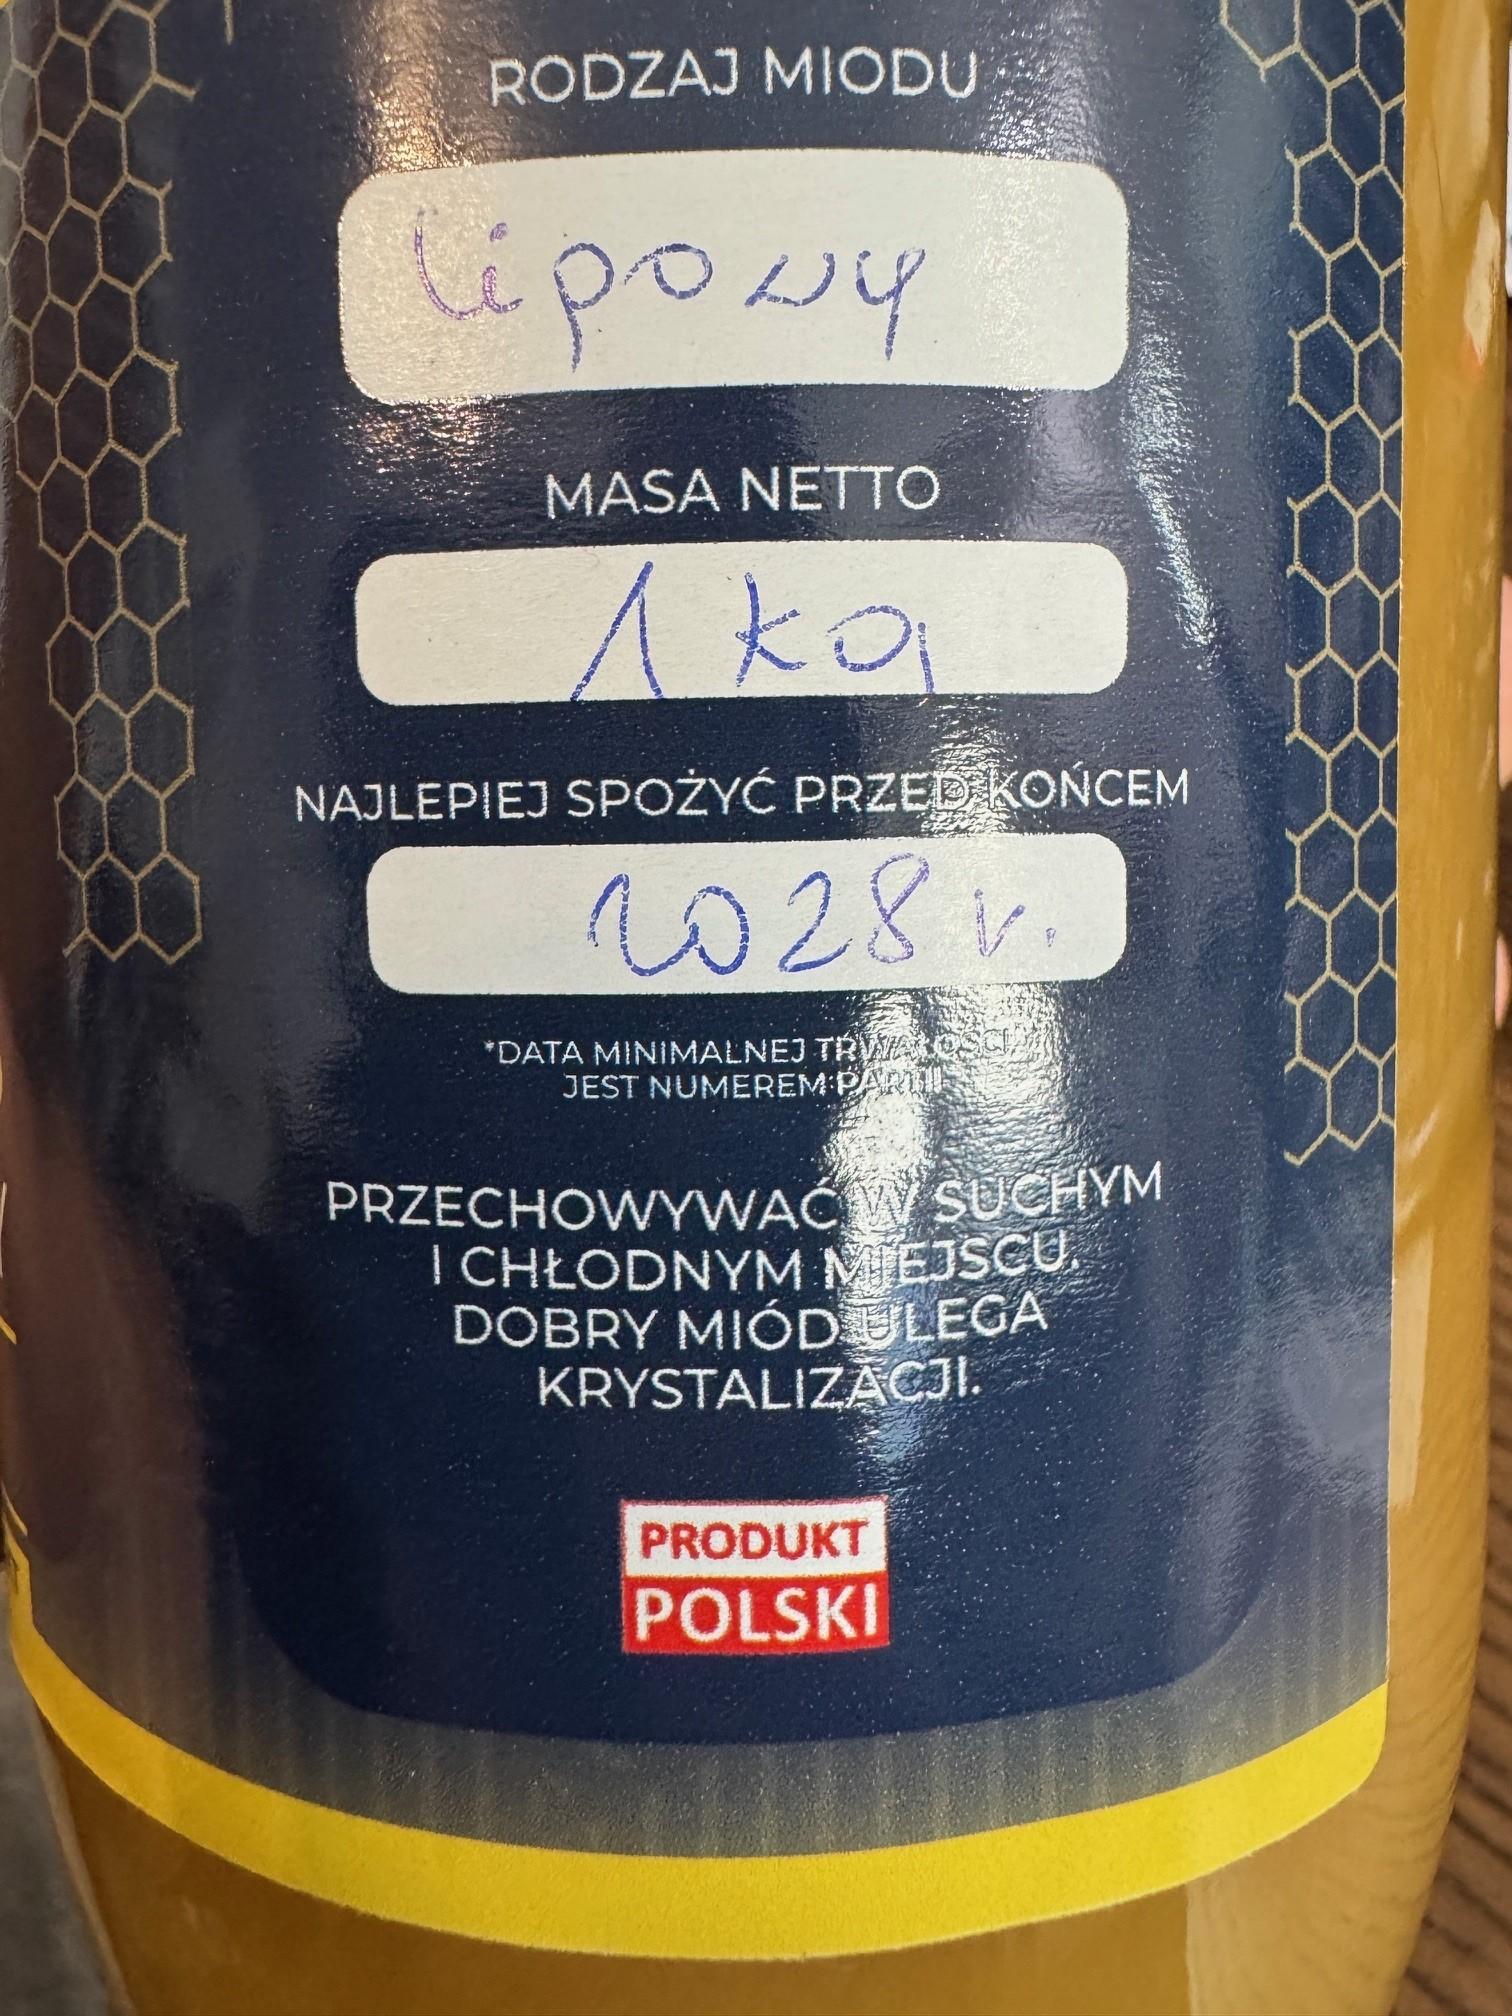 RODZAJ MIODU
lipowy
MASA NETTO
1 kg
NAJLEPIEJ SPOŻYĆ PRZED KOŃCEM
2028 r.
*DATA MINIMALNEJ TRWAŁOŚCI
JEST NUMEREM PARTII
PRZECHOWYWAĆ W SUCHYM
I CHŁODNYM MIEJSCU.
DOBRY MIÓD ULEGA
KRYSTALIZACJI.
PRODUKT
POLSKI